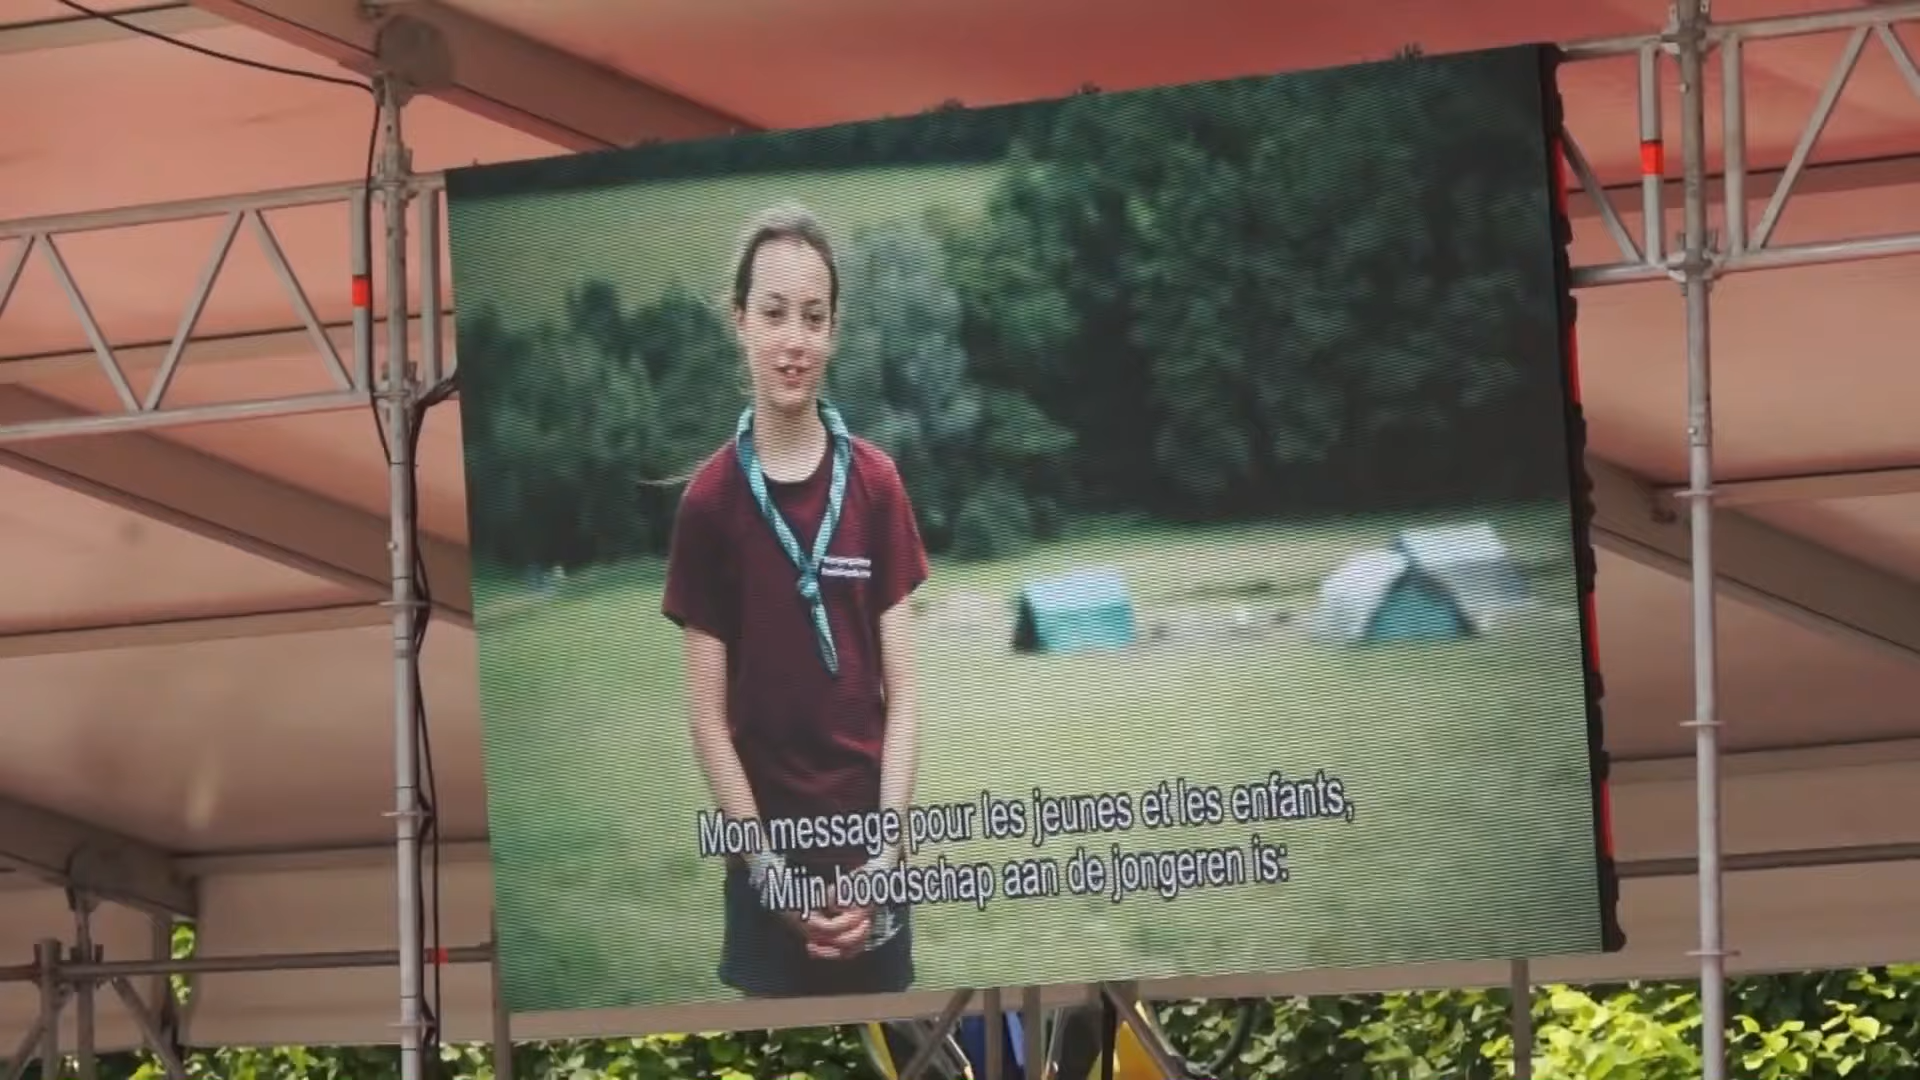 Mon message pour les jeunes et les enfants,
Mijn boodschap aan de jongeren is: